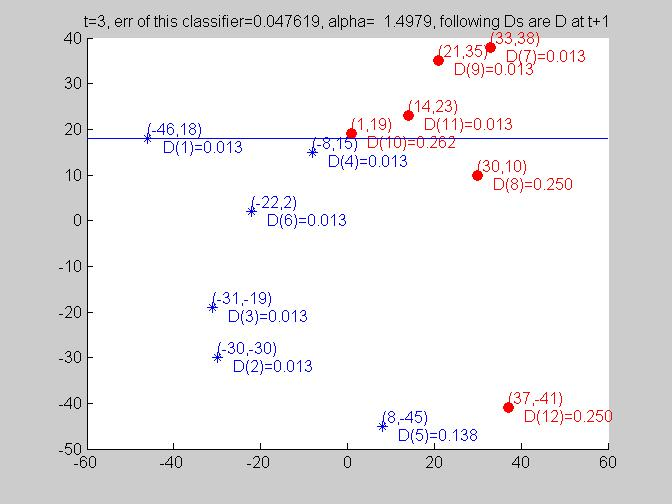 t=3, err of this classifier=0.047619, alpha=  1.4979, following Ds are D at t+1
40
30
20
10
0
-10
-20
-30
-40
-50
-60
-40
-20
0
20
40
60
(33,38)
D(7)=0.013
(21,35)
D(9)=0.013
(14,23)
D(11)=0.013
(1,19)
D(10)=0.262
(-46,18)
D(1)=0.013
(-8,15)
D(4)=0.013
(30,10)
D(8)=0.250
(-22,2)
D(6)=0.013
(-31,-19)
D(3)=0.013
(-30,-30)
D(2)=0.013
(37,-41)
D(12)=0.250
(8,-45)
D(5)=0.138